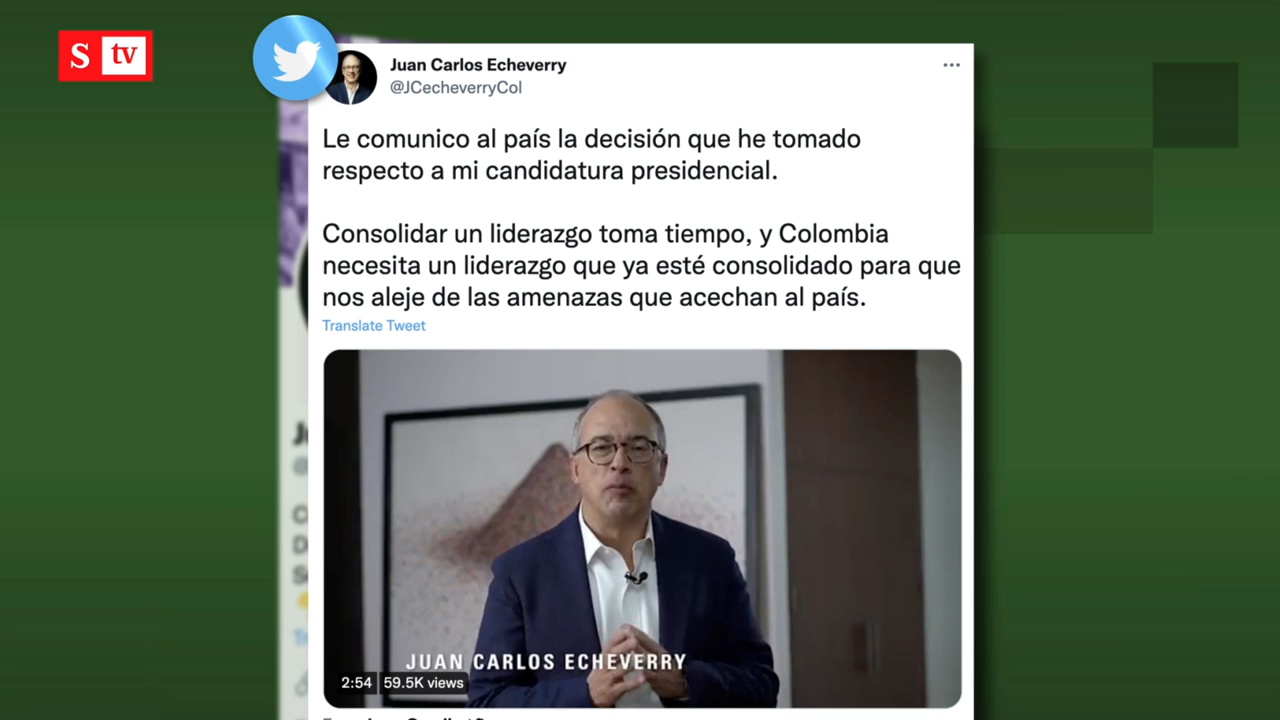 S tv
Juan Carlos Echeverry
@JCecheverryCol
Le comunico al país la decisión que he tomado
respecto a mi candidatura presidencial.
Consolidar un liderazgo toma tiempo, y Colombia
necesita un liderazgo que ya esté consolidado para que
nos aleje de las amenazas que acechan al país.
Translate Tweet
JUAN CARLOS ECHEVERRY
2:54 59.5K views